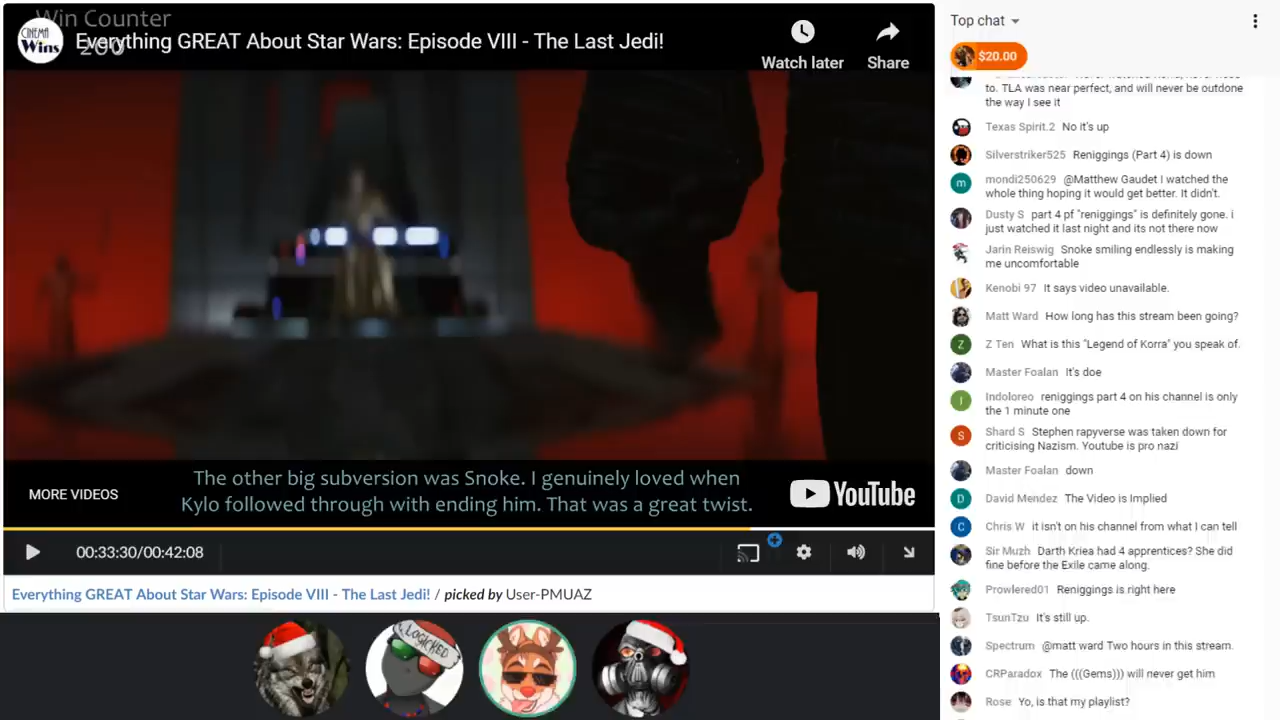 Win Counter
200
CINEMA
Wins
Everything GREAT About Star Wars: Episode VIII - The Last Jedi!
Watch later
Share
The other big subversion was Snoke. I genuinely loved when
Kylo followed through with ending him. That was a great twist.
MORE VIDEOS
YouTube
00:33:30/00:42:08
Everything GREAT About Star Wars: Episode VIII - The Last Jedi! / picked by User-PMUAZ
LOGICKED
Top chat
$20.00
to. TLA was near perfect, and will never be outdone
the way I see it
Texas Spirit.2 No it's up
Silverstriker525 Reniggings (Part 4) is down
m
mondi250629 @Matthew Gaudet I watched the
whole thing hoping it would get better. It didn't.
Dusty S part 4 pf "reniggings" is definitely gone. i
just watched it last night and its not there now
Jarin Reiswig Snoke smiling endlessly is making
me uncomfortable
Kenobi 97 It says video unavailable.
Matt Ward How long has this stream been going?
Z
Z Ten What is this "Legend of Korra" you speak of.
Master Foalan It's doe
I
Indoloreo reniggings part 4 on his channel is only
the 1 minute one
S
Shard S Stephen rapyverse was taken down for
criticising Nazism. Youtube is pro nazi
Master Foalan down
D
David Mendez The Video is Implied
C
Chris W it isn't on his channel from what I can tell
Sir Muzh Darth Kriea had 4 apprentices? She did
fine before the Exile came along.
Prowlered01 Reniggings is right here
TsunTzu It's still up.
Spectrum @matt ward Two hours in this stream.
CRParadox The (((Gems))) will never get him
Rose Yo, is that my playlist?